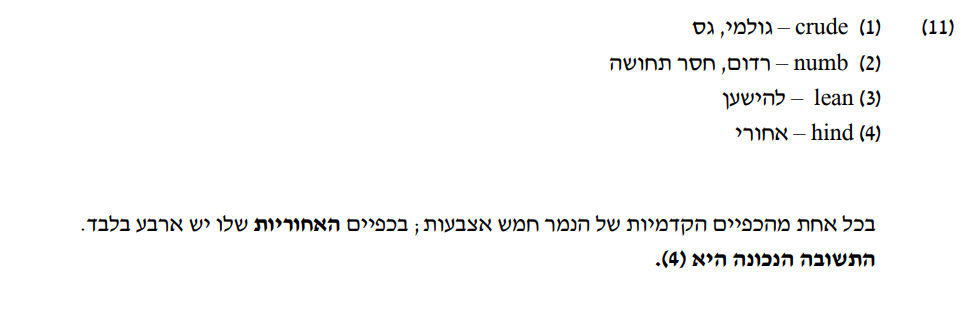 (11) (1) crude – גולמי, גס
(2) numb – רדום, חסר תחושה
(3) lean – להישען
(4) hind – אחורי
בכל אחת מהכפיים הקדמיות של הנמר חמש אצבעות; בכפיים האחוריות שלו יש ארבע בלבד.
התשובה הנכונה היא (4).